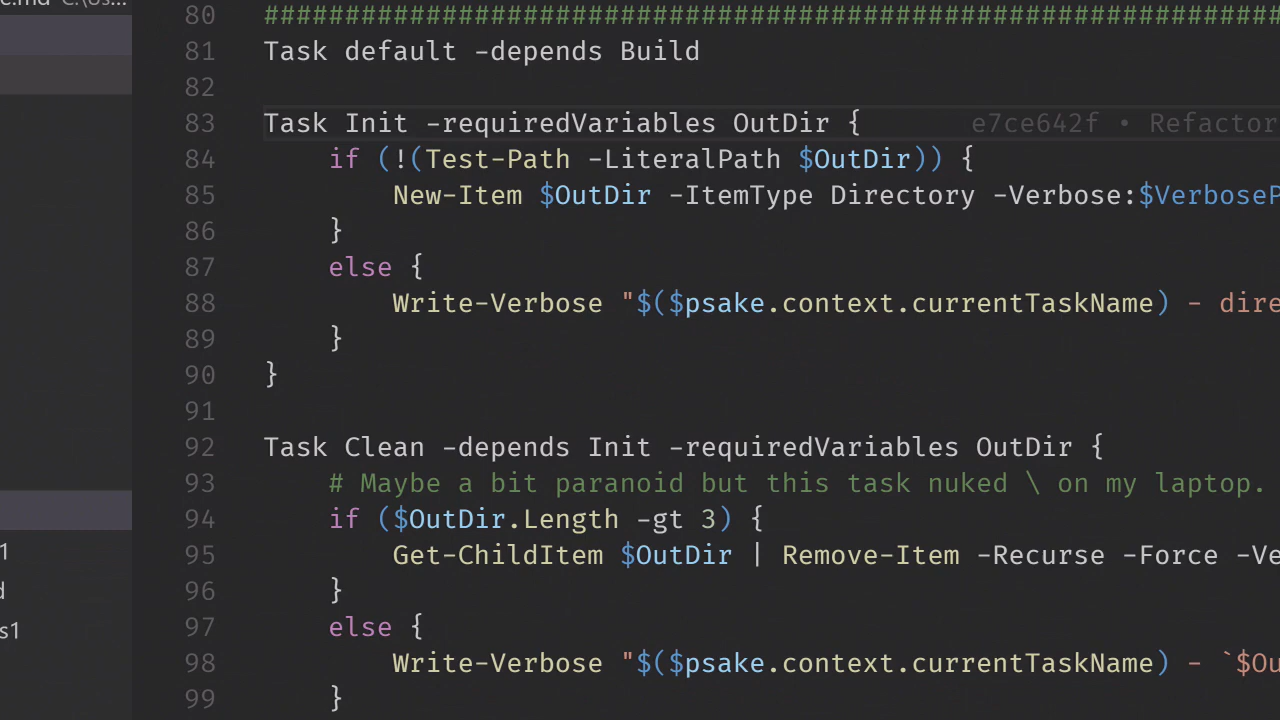 80 ###############################################################
81 Task default -depends Build
82
83 Task Init -requiredVariables OutDir { e7ce642f • Refactor
84 if (!(Test-Path -LiteralPath $OutDir)) {
85 New-Item $OutDir -ItemType Directory -Verbose:$VerboseP
86 }
87 else {
88 Write-Verbose "$($psake.context.currentTaskName) - dire
89 }
90 }
91
92 Task Clean -depends Init -requiredVariables OutDir {
93 # Maybe a bit paranoid but this task nuked \ on my laptop.
94 if ($OutDir.Length -gt 3) {
95 Get-ChildItem $OutDir | Remove-Item -Recurse -Force -Ve
96 }
97 else {
s1
98 Write-Verbose "$($psake.context.currentTaskName) - `$Ou
99 }